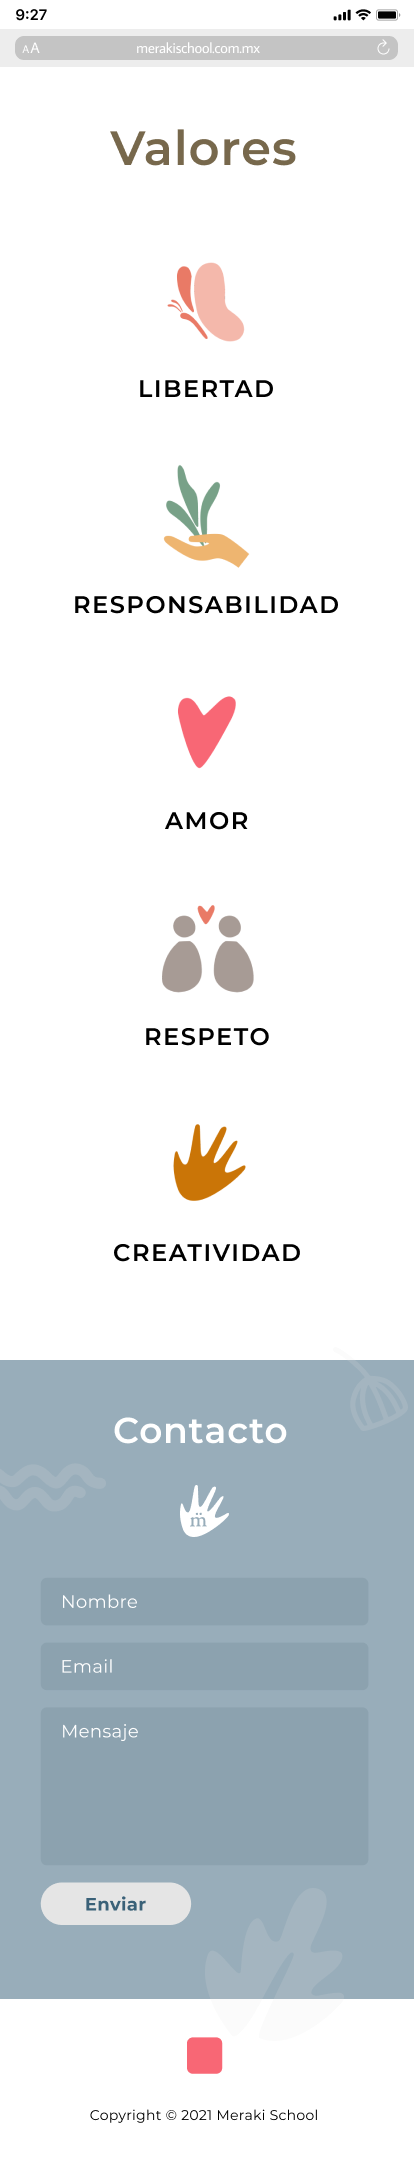 9:27
AA merakischool.com.mx
Valores
LIBERTAD
RESPONSABILIDAD
AMOR
RESPETO
CREATIVIDAD
Contacto
m̈
Nombre
Email
Mensaje
Enviar
Copyright © 2021 Meraki School